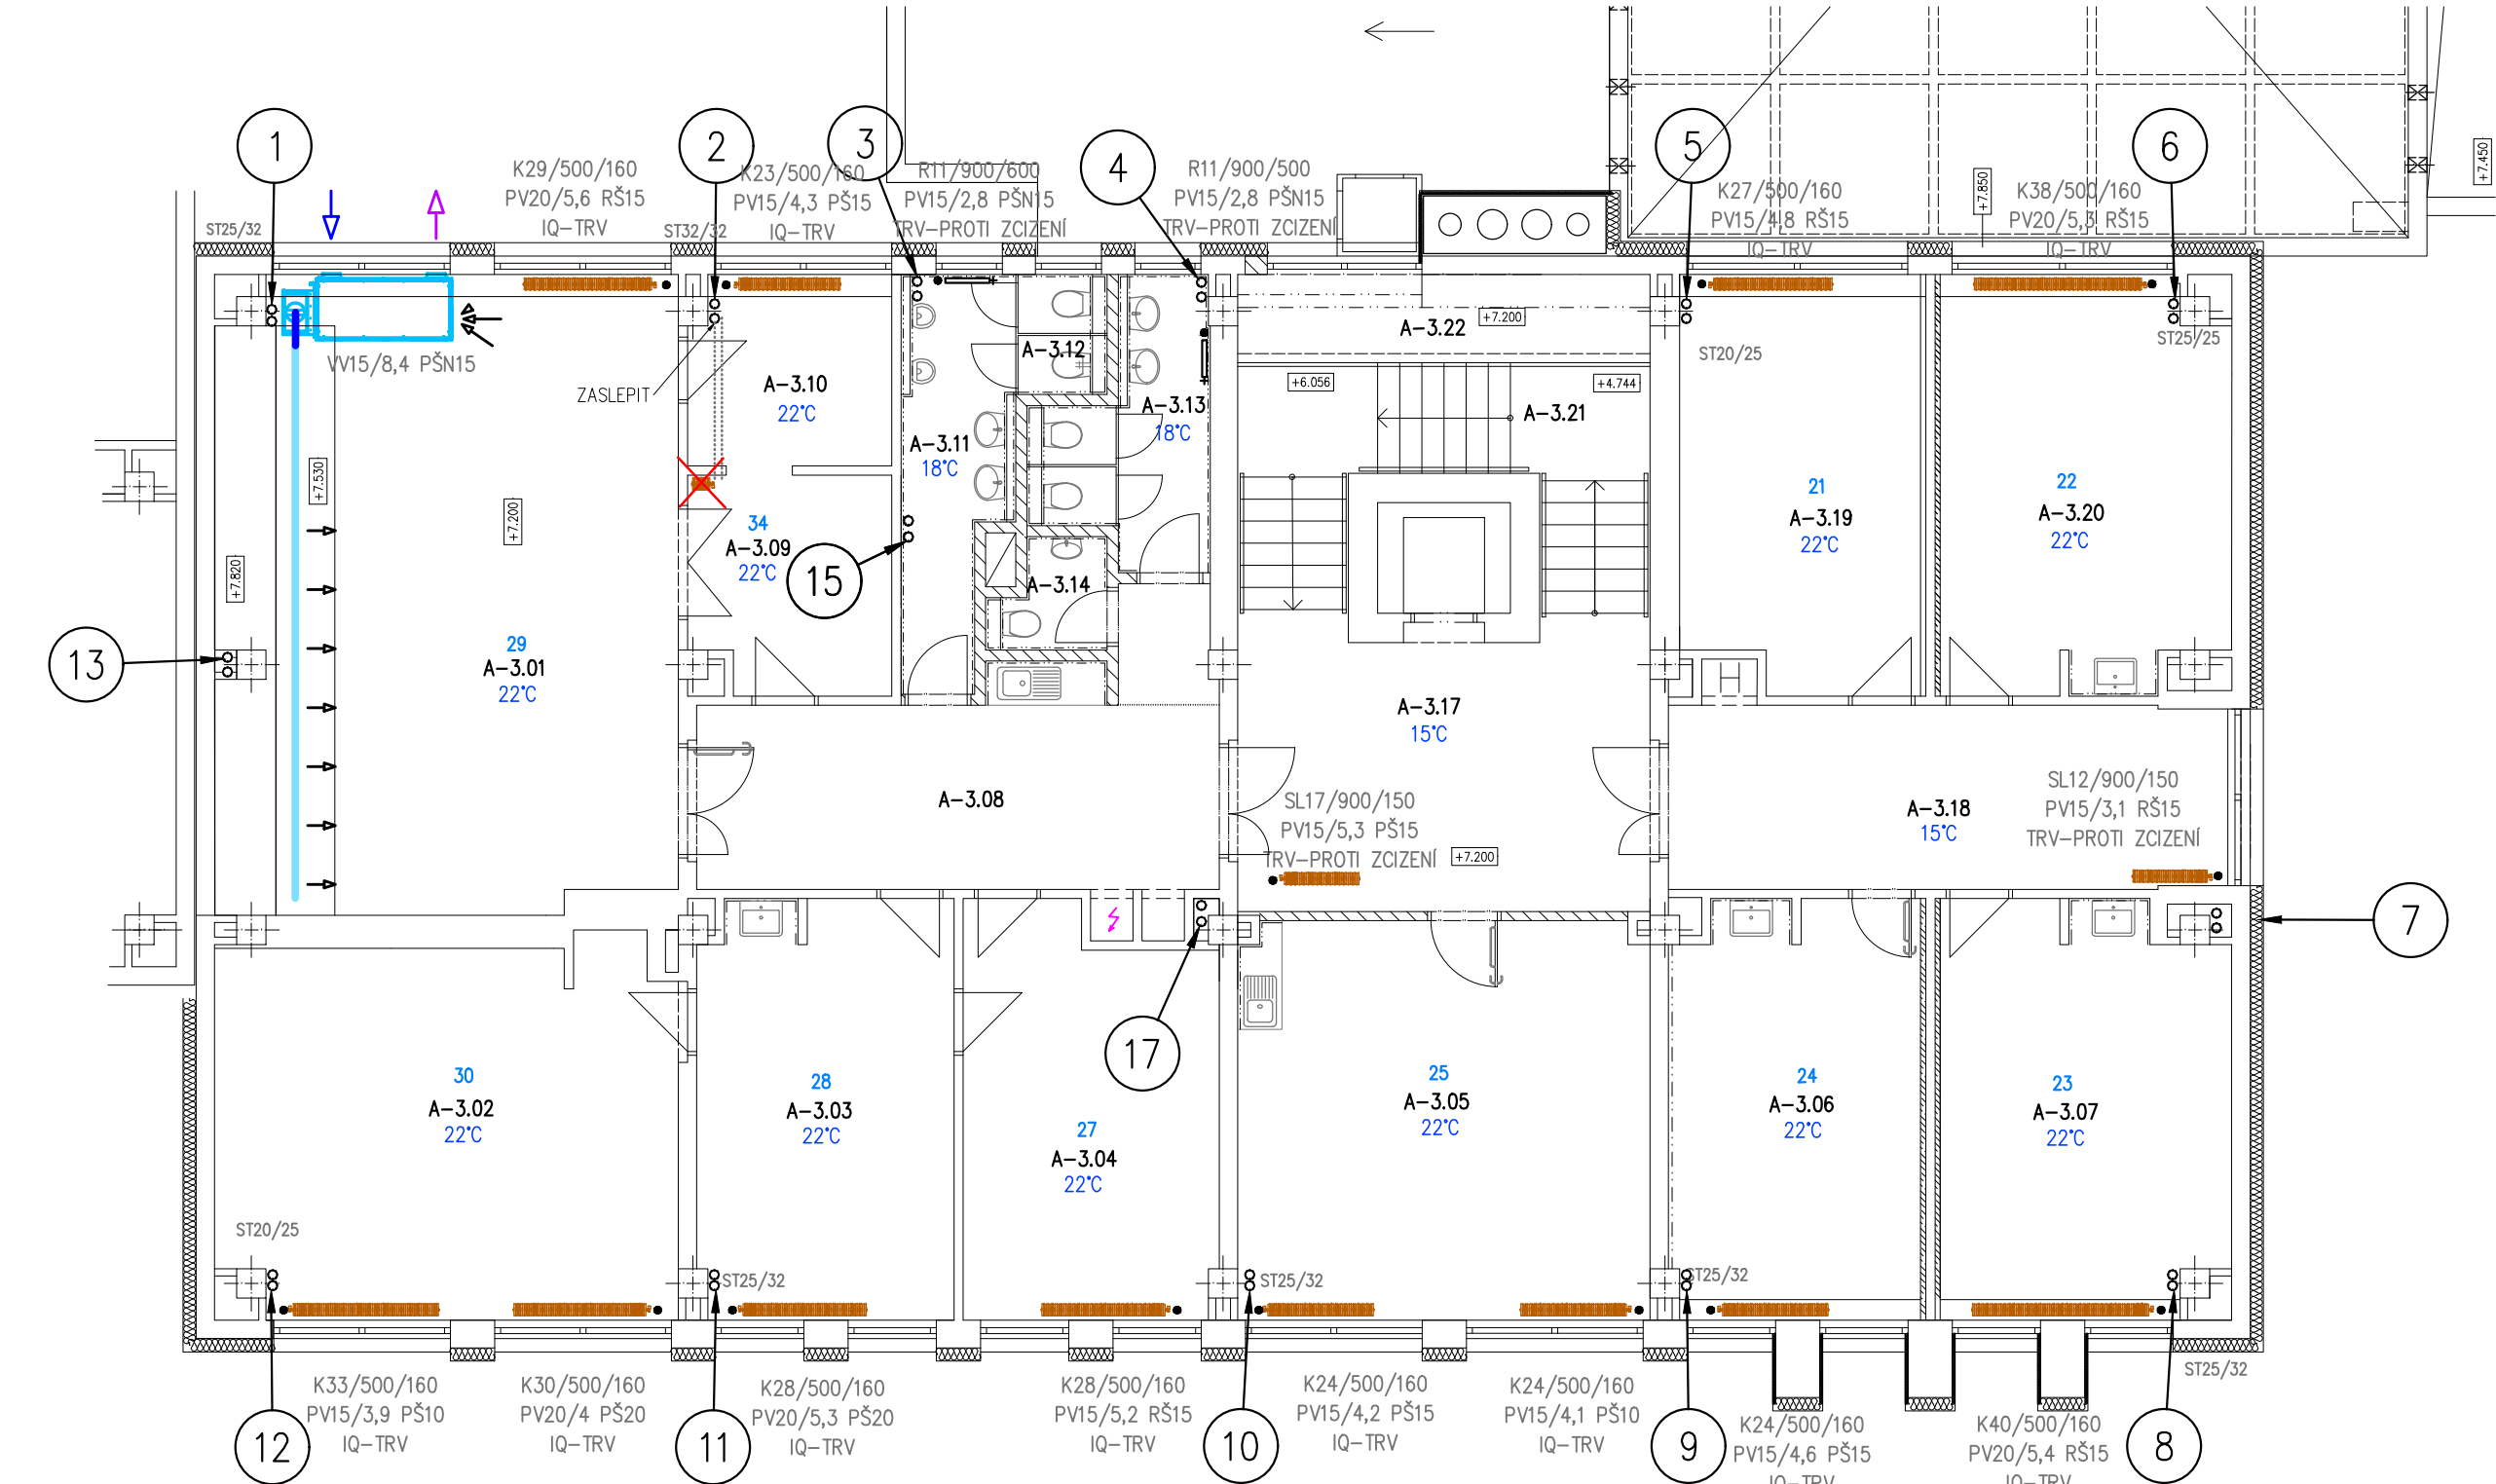 1
2
3
4
5
6
K29/500/160
PV20/5,6 RŠ15
IQ-TRV
K23/500/160
PV15/4,3 PŠ15
IQ-TRV
R11/900/600
PV15/2,8 PŠN15
TRV-PROTI ZCIZENÍ
R11/900/500
PV15/2,8 PŠN15
TRV-PROTI ZCIZENÍ
K27/500/160
PV15/4,8 RŠ15
IQ-TRV
K38/500/160
PV20/5,3 RŠ15
IQ-TRV
+7.850
+7.450
ST25/32
ST32/32
VV15/8,4 PŠN15
ZASLEPIT
ST20/25
ST25/25
A-3.10
22°C
A-3.12
A-3.13
18°C
A-3.11
18°C
A-3.22
+7.200
+6.056
+4.744
A-3.21
+7.530
+7.200
+7.820
34
A-3.09
22°C
15
A-3.14
21
A-3.19
22°C
22
A-3.20
22°C
13
29
A-3.01
22°C
A-3.17
15°C
A-3.08
SL17/900/150
PV15/5,3 PŠ15
TRV-PROTI ZCIZENÍ
+7.200
A-3.18
15°C
SL12/900/150
PV15/3,1 RŠ15
TRV-PROTI ZCIZENÍ
7
17
30
A-3.02
22°C
28
A-3.03
22°C
27
A-3.04
22°C
25
A-3.05
22°C
24
A-3.06
22°C
23
A-3.07
22°C
ST20/25
ST25/32
ST25/32
ST25/32
ST25/32
12
K33/500/160
PV15/3,9 PŠ10
IQ-TRV
K30/500/160
PV20/4 PŠ20
IQ-TRV
11
K28/500/160
PV20/5,3 PŠ20
IQ-TRV
K28/500/160
PV15/5,2 RŠ15
IQ-TRV
10
K24/500/160
PV15/4,2 PŠ15
IQ-TRV
K24/500/160
PV15/4,1 PŠ10
IQ-TRV
9
K24/500/160
PV15/4,6 PŠ15
IQ-TRV
K40/500/160
PV20/5,4 RŠ15
IQ-TRV
8